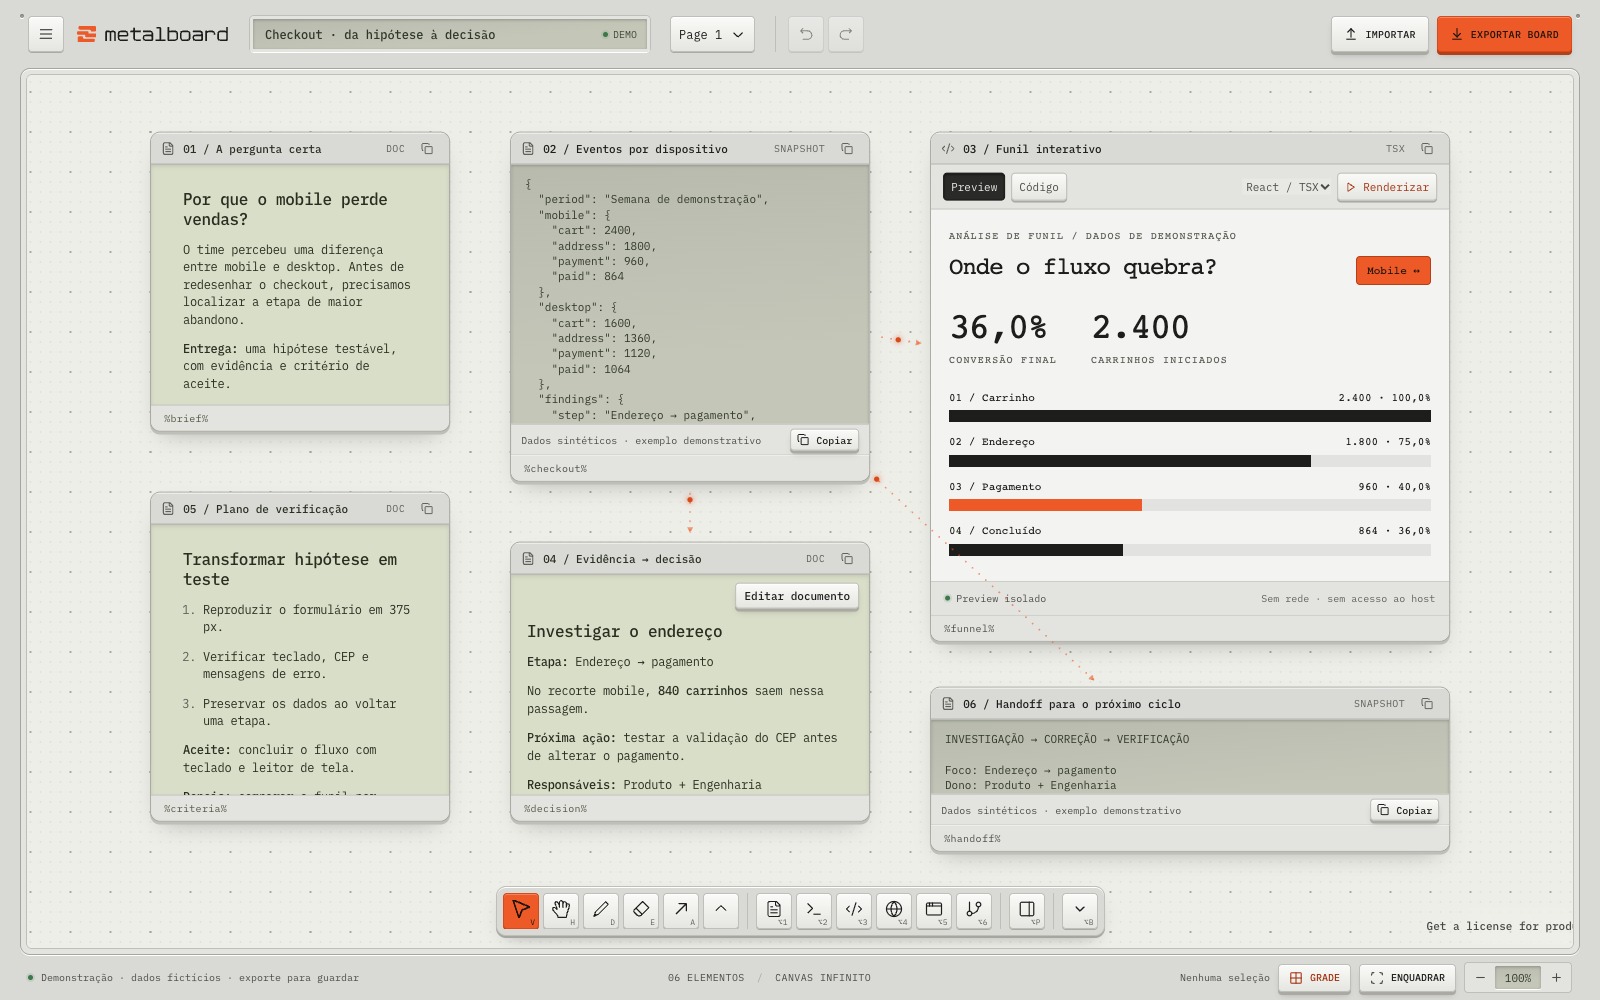 metalboard
Checkout · da hipótese à decisão
DEMO
Page 1
IMPORTAR
EXPORTAR BOARD
01 / A pergunta certa
DOC
Por que o mobile perde
vendas?
O time percebeu uma diferença
entre mobile e desktop. Antes de
redesenhar o checkout, precisamos
localizar a etapa de maior
abandono.
Entrega: uma hipótese testável,
com evidência e critério de
aceite.
%brief%
02 / Eventos por dispositivo
SNAPSHOT
{
"period": "Semana de demonstração",
"mobile": {
"cart": 2400,
"address": 1800,
"payment": 960,
"paid": 864
},
"desktop": {
"cart": 1600,
"address": 1360,
"payment": 1120,
"paid": 1064
},
"findings": {
"step": "Endereço → pagamento",
Dados sintéticos · exemplo demonstrativo
Copiar
%checkout%
03 / Funil interativo
TSX
Preview
Código
React / TSX
Renderizar
ANÁLISE DE FUNIL / DADOS DE DEMONSTRAÇÃO
Onde o fluxo quebra?
Mobile ↔
36,0%
2.400
CONVERSÃO FINAL
CARRINHOS INICIADOS
01 / Carrinho
2.400 · 100,0%
02 / Endereço
1.800 · 75,0%
03 / Pagamento
960 · 40,0%
04 / Concluído
864 · 36,0%
Preview isolado
Sem rede · sem acesso ao host
%funnel%
05 / Plano de verificação
DOC
Transformar hipótese em
teste
1. Reproduzir o formulário em 375
px.
2. Verificar teclado, CEP e
mensagens de erro.
3. Preservar os dados ao voltar
uma etapa.
Aceite: concluir o fluxo com
teclado e leitor de tela.
%criteria%
04 / Evidência → decisão
DOC
Editar documento
Investigar o endereço
Etapa: Endereço → pagamento
No recorte mobile, 840 carrinhos saem nessa
passagem.
Próxima ação: testar a validação do CEP antes
de alterar o pagamento.
Responsáveis: Produto + Engenharia
%decision%
06 / Handoff para o próximo ciclo
SNAPSHOT
INVESTIGAÇÃO → CORREÇÃO → VERIFICAÇÃO
Foco: Endereço → pagamento
Dono: Produto + Engenharia
Dados sintéticos · exemplo demonstrativo
Copiar
%handoff%
V
H
D
E
A
⌥1
⌥2
⌥3
⌥4
⌥5
⌥6
⌥P
⌥B
Get a license for prod
Demonstração · dados fictícios · exporte para guardar
06 ELEMENTOS / CANVAS INFINITO
Nenhuma seleção
GRADE
ENQUADRAR
− 100% +